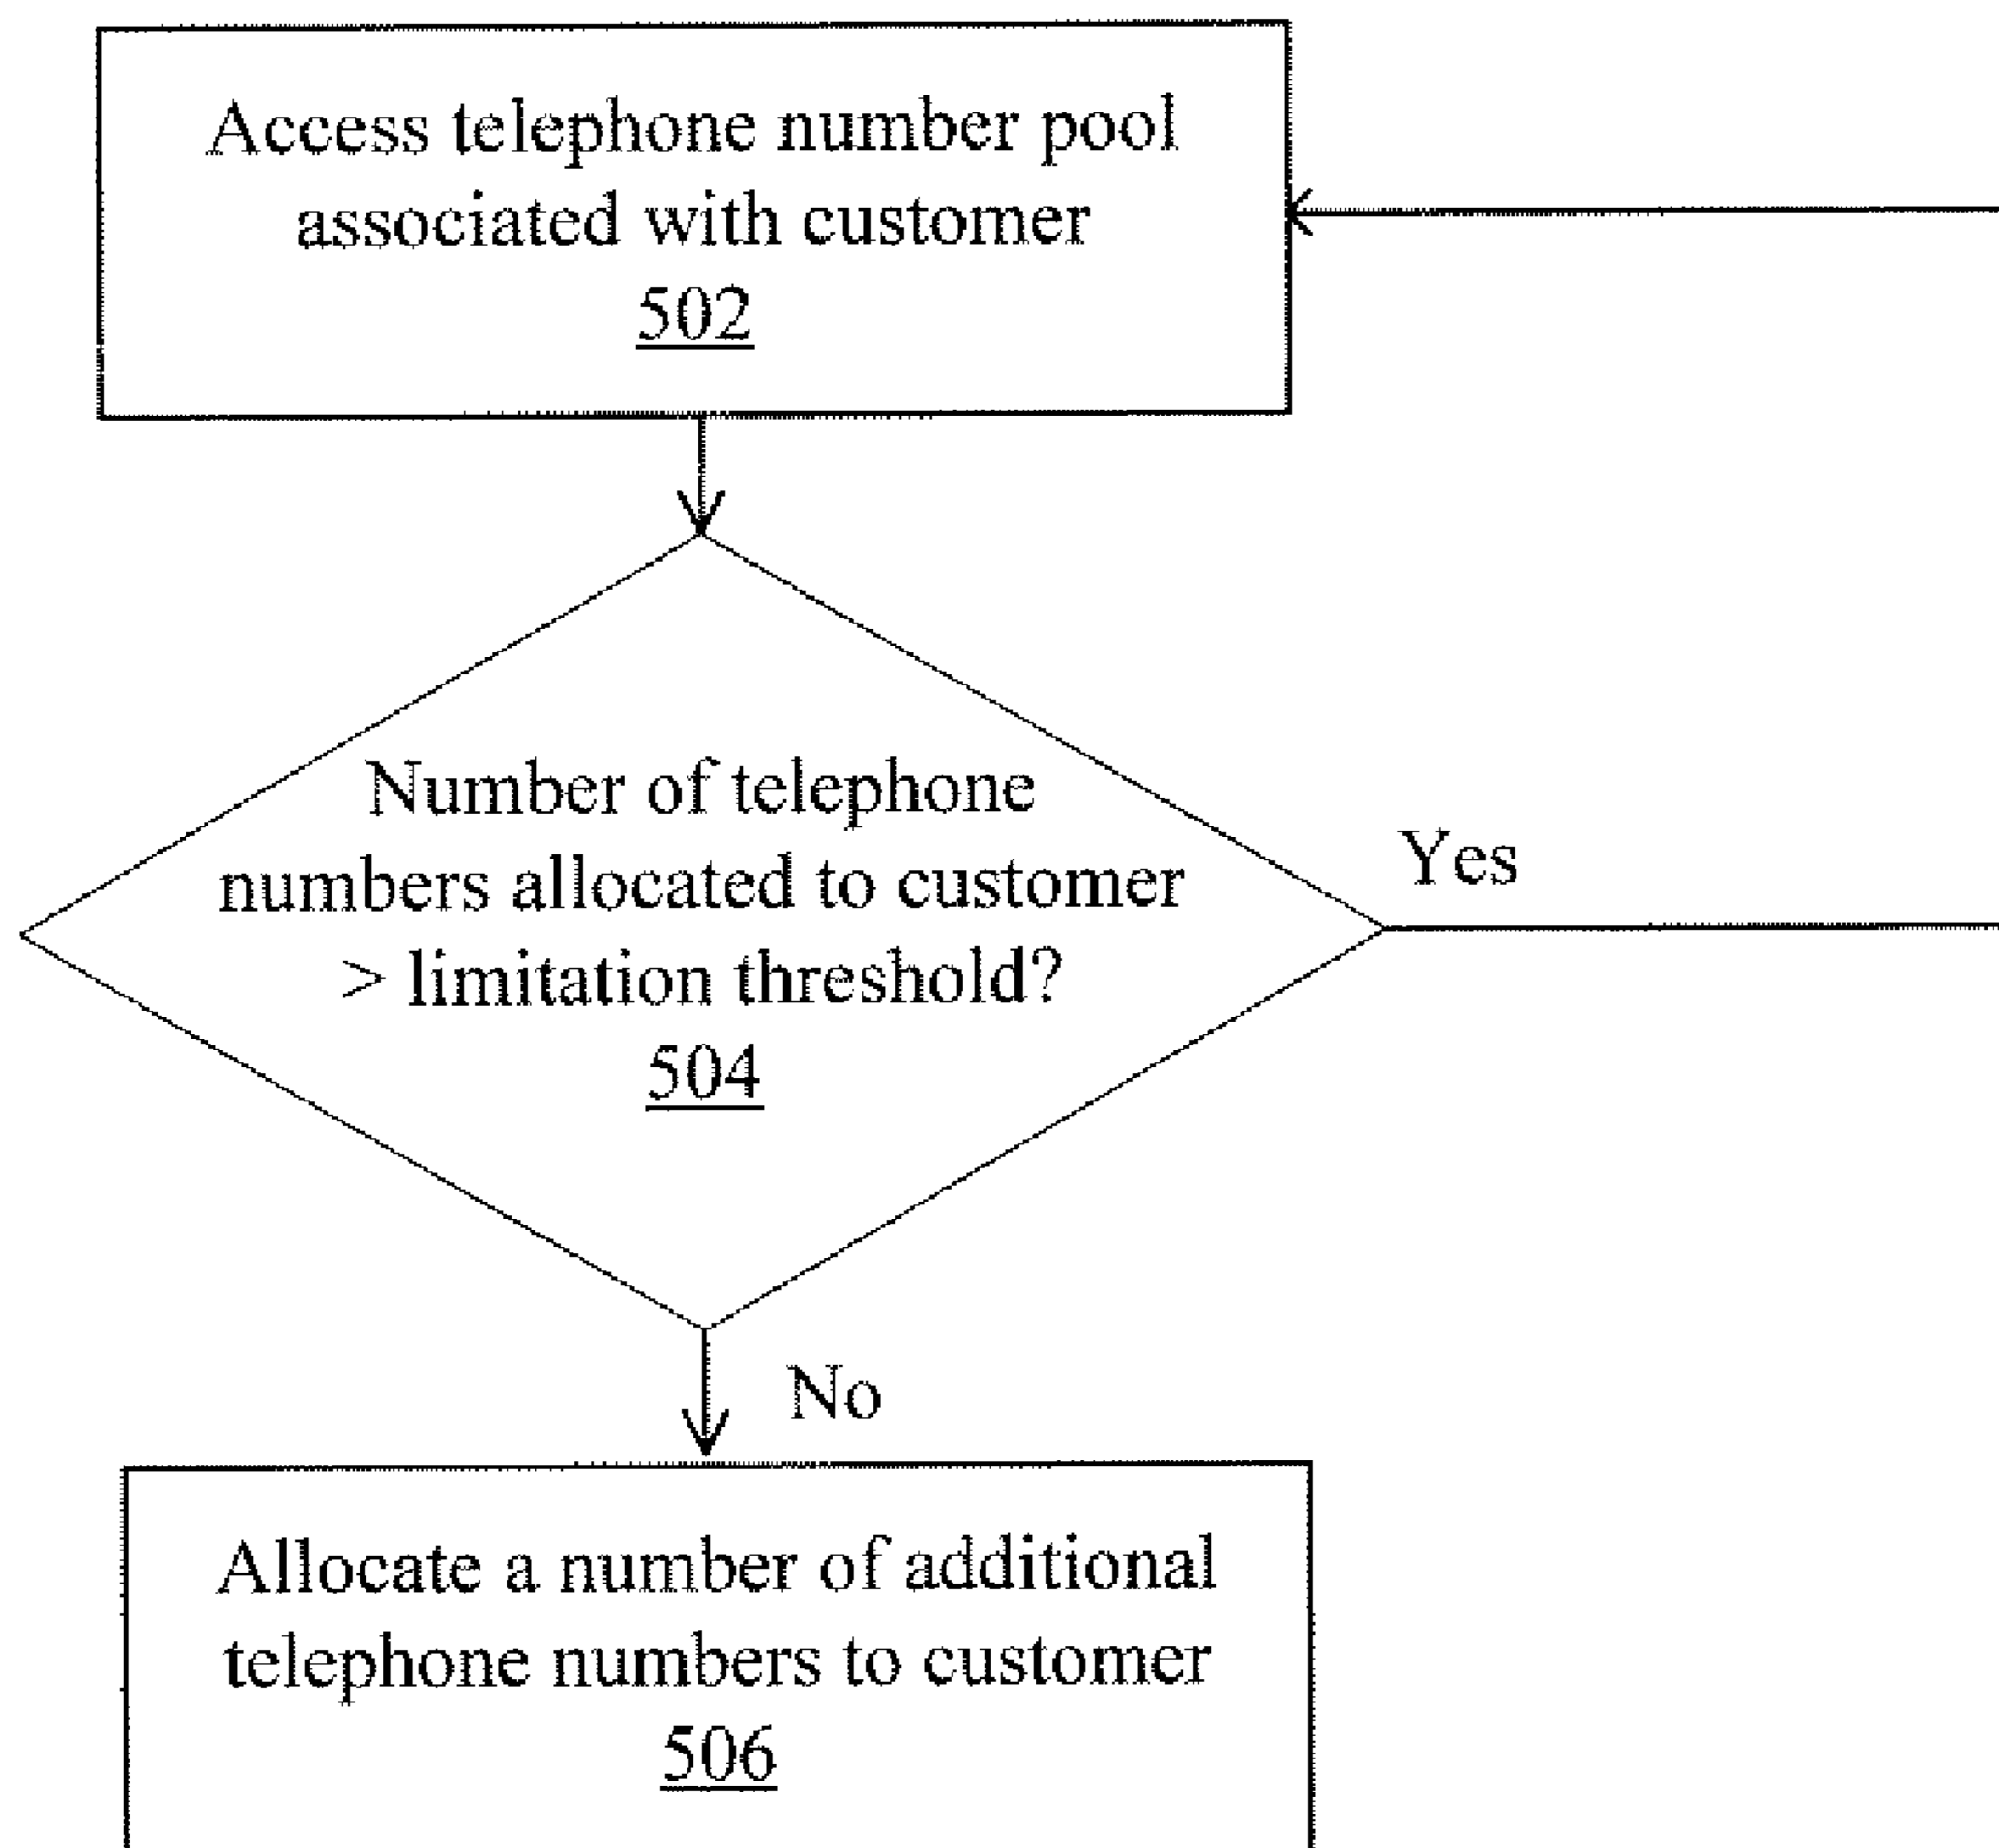 Access telephone number pool
associated with customer
502
Number of telephone
numbers allocated to customer
> limitation threshold?
504
Yes
No
Allocate a number of additional
telephone numbers to customer
506